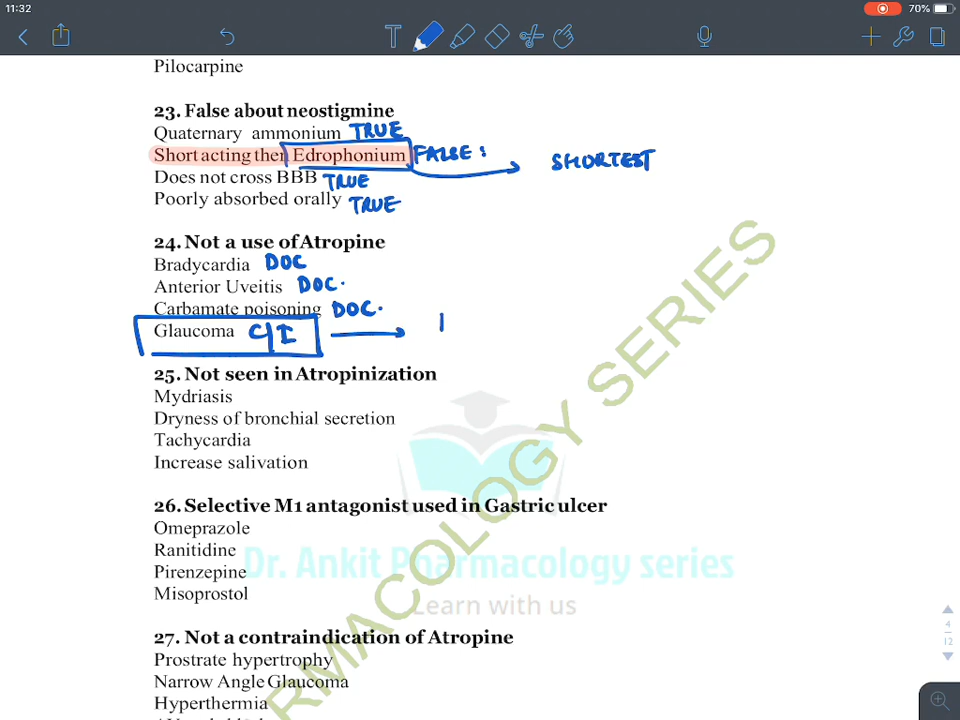 11:32
70%
T
Pilocarpine
23. False about neostigmine
Quaternary ammonium TRUE
Short acting then Edrophonium FALSE: SHORTEST
Does not cross BBB TRUE
Poorly absorbed orally TRUE
24. Not a use of Atropine
Bradycardia DOC
Anterior Uveitis DOC.
Carbamate poisoning DOC.
Glaucoma C/I
25. Not seen in Atropinization
Mydriasis
Dryness of bronchial secretion
Tachycardia
Increase salivation
26. Selective M1 antagonist used in Gastric ulcer
Omeprazole
Ranitidine
Pirenzepine
Misoprostol
Dr. Ankit Pharmacology series
Learn with us
RMACOLOGY SERIES
27. Not a contraindication of Atropine
Prostrate hypertrophy
Narrow Angle Glaucoma
Hyperthermia
4
12